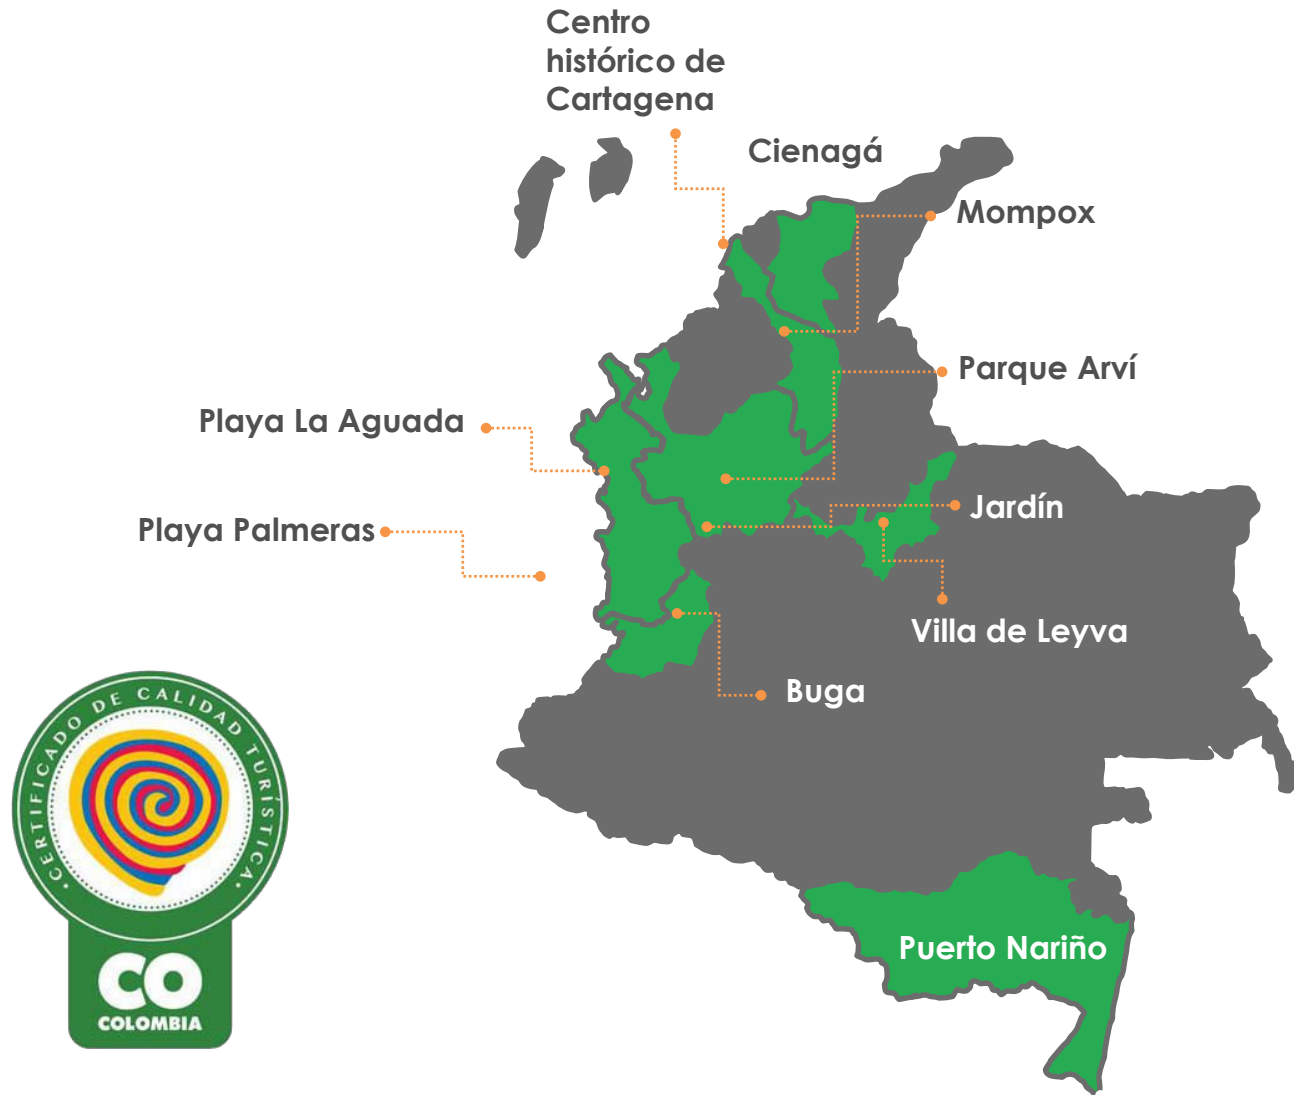 Centro
histórico de
Cartagena
Cienagá
Mompox
Parque Arví
Playa La Aguada
Jardín
Playa Palmeras
Villa de Leyva
Buga
· CERTIFICADO DE CALIDAD TURÍSTICA ·
CO
COLOMBIA
Puerto Nariño